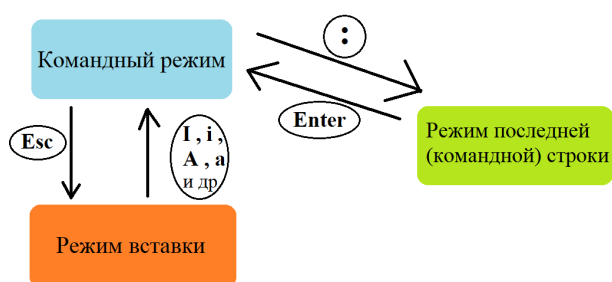 Командный режим
:
Enter
Esc
I , i ,
A , a
и др
Режим последней
(командной) строки
Режим вставки